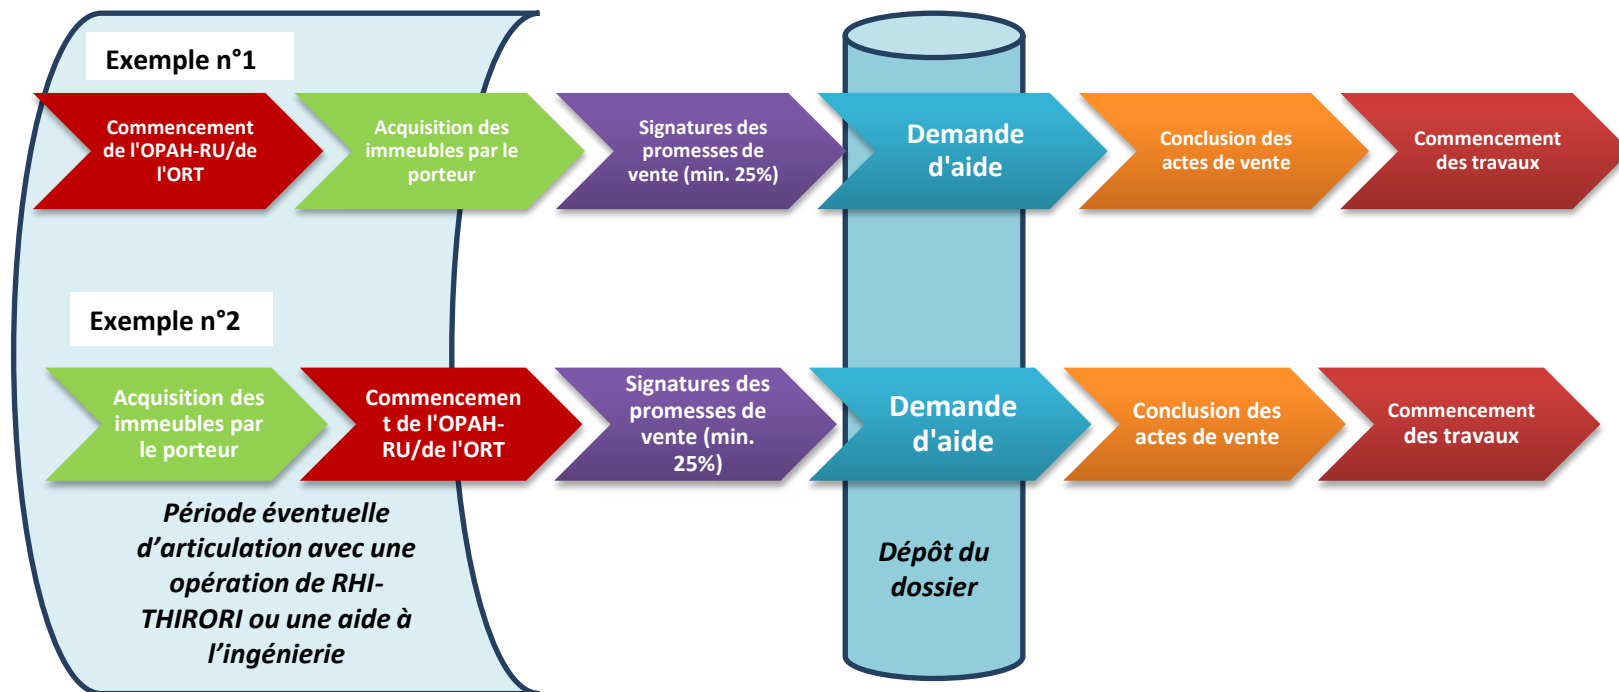 Exemple n°1
Commencement
de l'OPAH-RU/de
l'ORT
Acquisition des
immeubles par le
porteur
Signatures des
promesses de
vente (min. 25%)
Demande
d'aide
Conclusion des
actes de vente
Commencement
des travaux
Exemple n°2
Acquisition des
immeubles par
le porteur
Commencemen
t de l'OPAH-
RU/de l'ORT
Signatures des
promesses de
vente (min.
25%)
Demande
d'aide
Conclusion des
actes de vente
Commencement
des travaux
Période éventuelle
d’articulation avec une
opération de RHI-
THIRORI ou une aide à
l’ingénierie
Dépôt du
dossier